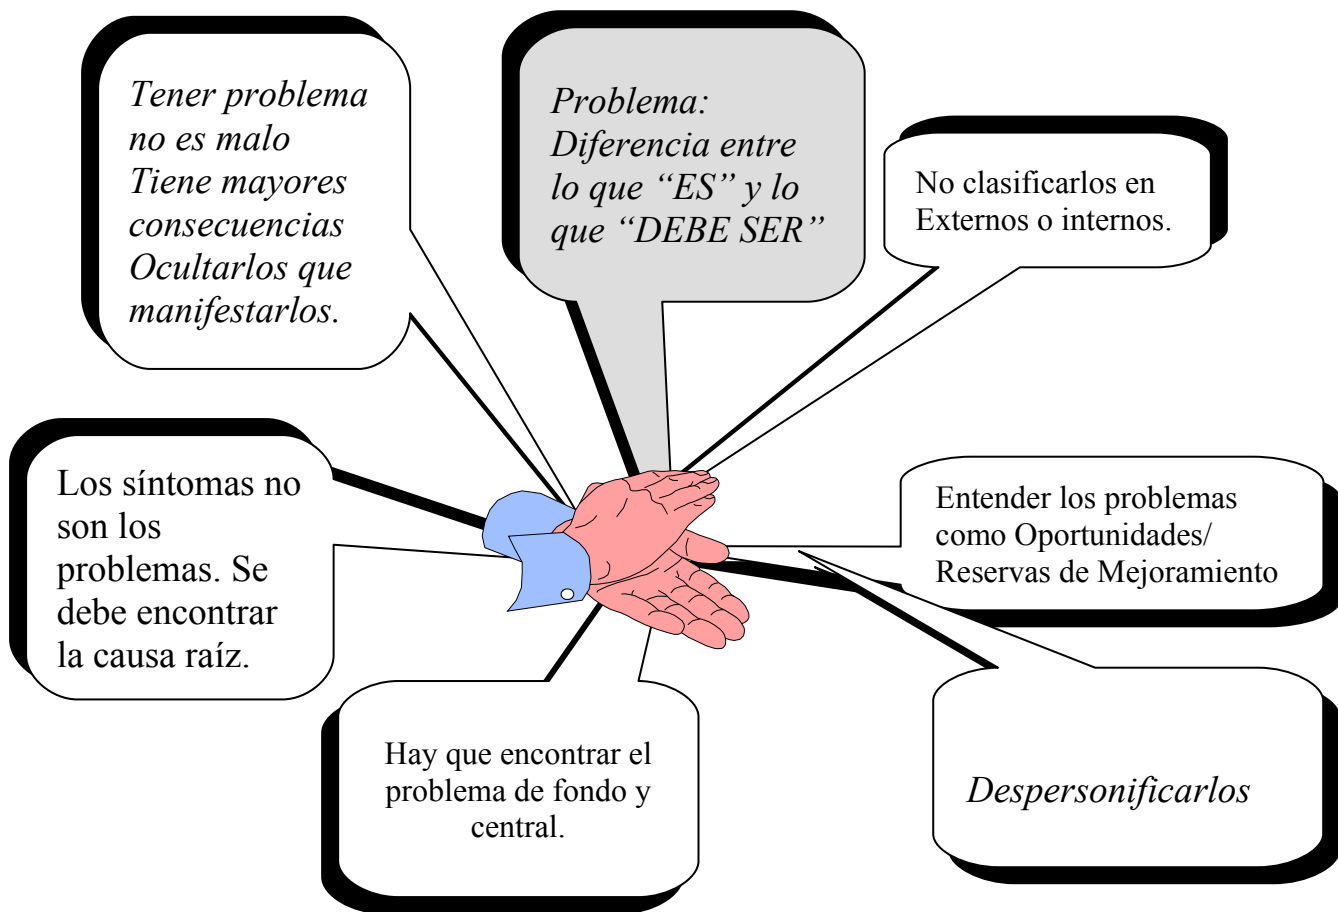 Tener problema
no es malo
Tiene mayores
consecuencias
Ocultarlos que
manifestarlos.
Problema:
Diferencia entre
lo que “ES” y lo
que “DEBE SER”
No clasificarlos en
Externos o internos.
Los síntomas no
son los
problemas. Se
debe encontrar
la causa raíz.
Entender los problemas
como Oportunidades/
Reservas de Mejoramiento
Hay que encontrar el
problema de fondo y
central.
Despersonificarlos